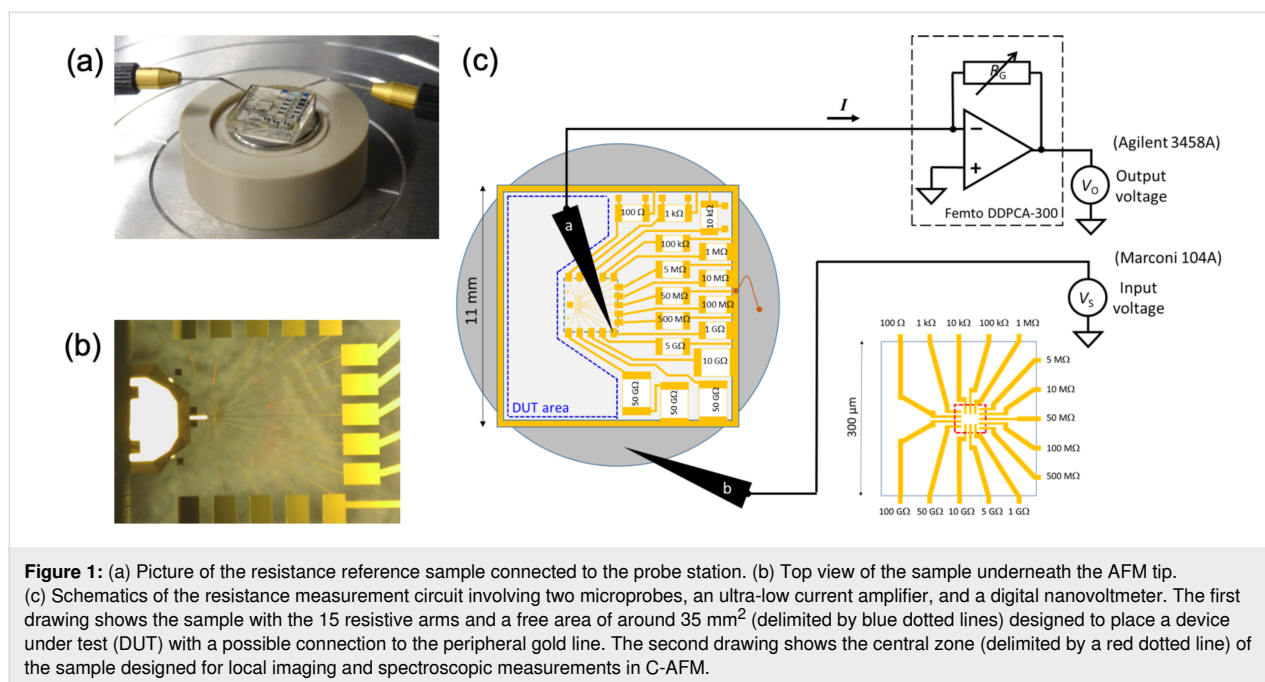 (a)
(b)
(c)
I
R_G
−
+
Femto DDPCA-300
(Agilent 3458A)
V_O
Output
voltage
(Marconi 104A)
V_S
Input
voltage
11 mm
100 Ω
1 kΩ
10 kΩ
a
100 kΩ
1 MΩ
5 MΩ
10 MΩ
50 MΩ
100 MΩ
500 MΩ
1 GΩ
5 GΩ
10 GΩ
50 GΩ
50 GΩ
50 GΩ
DUT area
b
100 Ω 1 kΩ 10 kΩ 100 kΩ 1 MΩ
5 MΩ
10 MΩ
50 MΩ
100 MΩ
500 MΩ
300 μm
100 GΩ 50 GΩ 10 GΩ 5 GΩ 1 GΩ
Figure 1: (a) Picture of the resistance reference sample connected to the probe station. (b) Top view of the sample underneath the AFM tip.
(c) Schematics of the resistance measurement circuit involving two microprobes, an ultra-low current amplifier, and a digital nanovoltmeter. The first
drawing shows the sample with the 15 resistive arms and a free area of around 35 mm² (delimited by blue dotted lines) designed to place a device
under test (DUT) with a possible connection to the peripheral gold line. The second drawing shows the central zone (delimited by a red dotted line) of
the sample designed for local imaging and spectroscopic measurements in C-AFM.